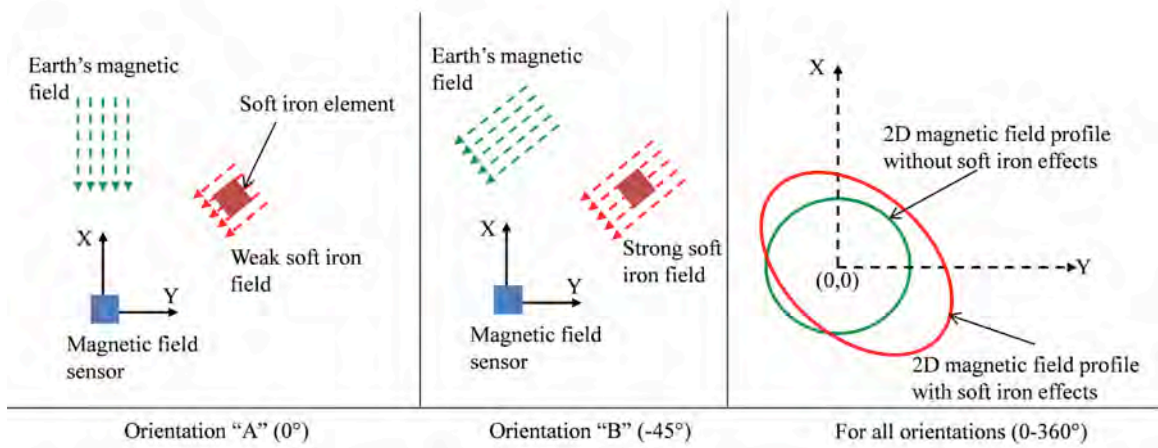 Earth's magnetic
field
Soft iron element
X
Weak soft iron
field
Y
Magnetic field
sensor
Orientation “A” (0°)
Earth's magnetic
field
X
Strong soft
iron field
Y
Magnetic field
sensor
Orientation “B” (-45°)
X
2D magnetic field profile
without soft iron effects
(0,0)
Y
2D magnetic field profile
with soft iron effects
For all orientations (0-360°)